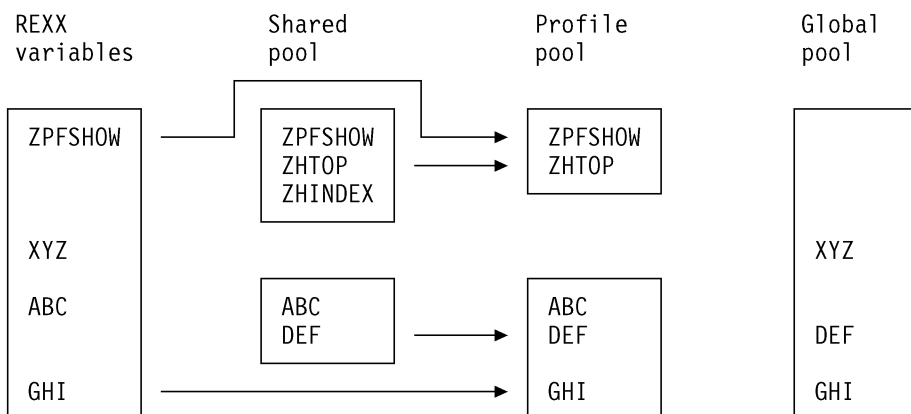 REXX variables
Shared pool
Profile pool
Global pool
ZPFSHOW ZPFSHOW ZPFSHOW
ZHTOP ZHTOP
ZHINDEX
XYZ XYZ
ABC ABC ABC
DEF DEF DEF
GHI GHI GHI